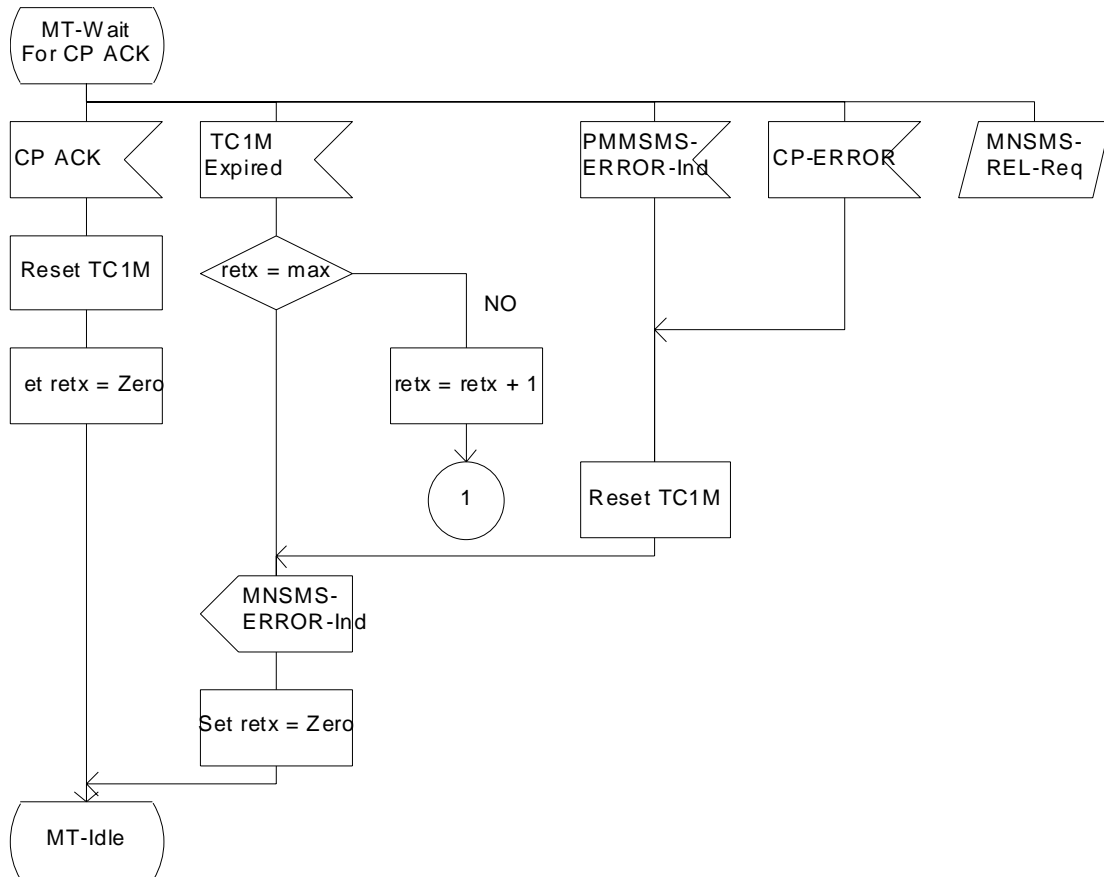 MT-Wait
For CP ACK
CP ACK
TC1M
Expired
PMMSMS-
ERROR-Ind
CP-ERROR
MNSMS-
REL-Req
Reset TC1M
retx = max
NO
et retx = Zero
retx = retx + 1
1
Reset TC1M
MNSMS-
ERROR-Ind
Set retx = Zero
MT-Idle